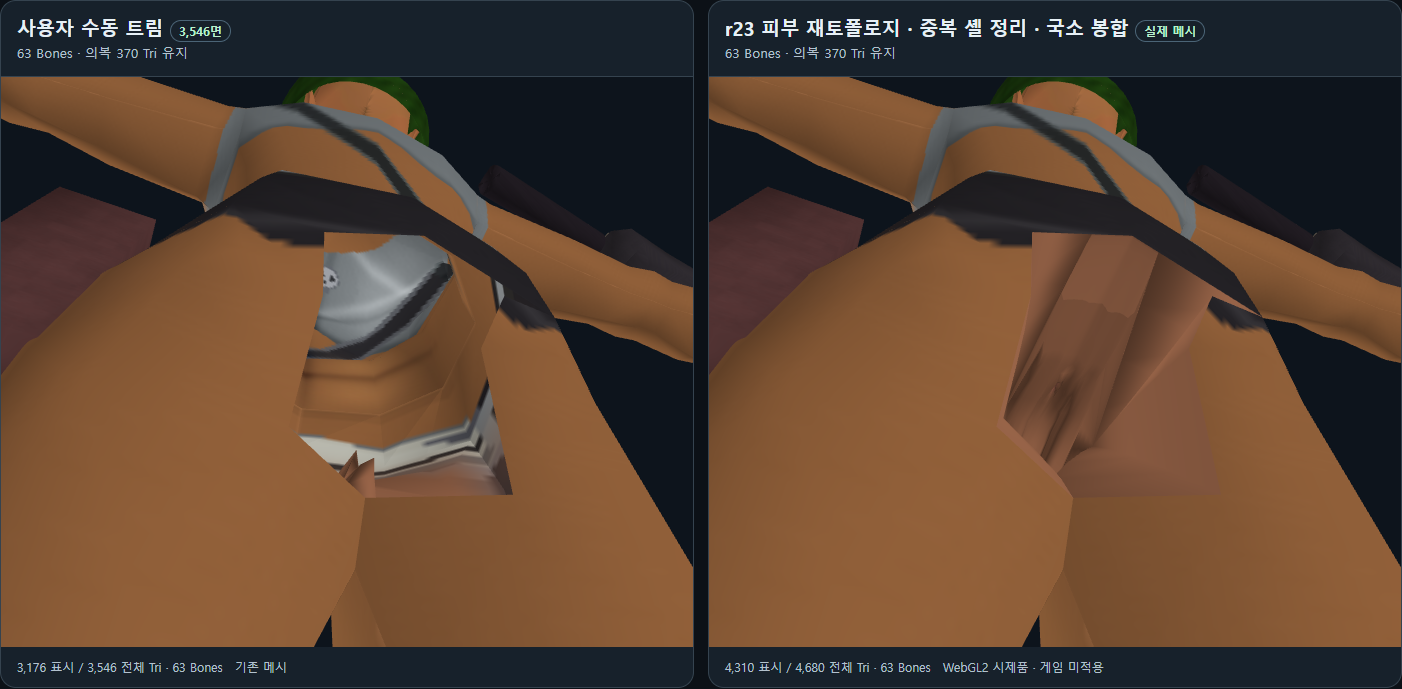 사용자 수동 트림 3,546면
63 Bones · 의복 370 Tri 유지
r23 피부 재토폴로지 · 중복 셸 정리 · 국소 봉합 실제 메시
63 Bones · 의복 370 Tri 유지
3,176 표시 / 3,546 전체 Tri · 63 Bones 기존 메시
4,310 표시 / 4,680 전체 Tri · 63 Bones WebGL2 시제품 · 게임 미적용